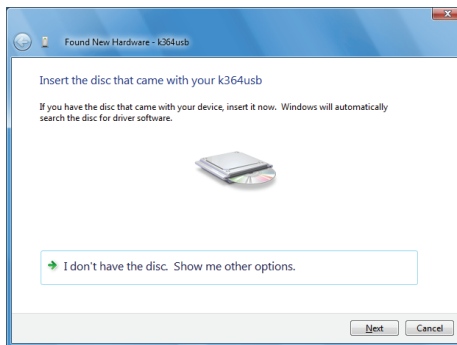 Found New Hardware - k364usb
Insert the disc that came with your k364usb
If you have the disc that came with your device, insert it now.  Windows will automatically
search the disc for driver software.
I don't have the disc.  Show me other options.
Next Cancel